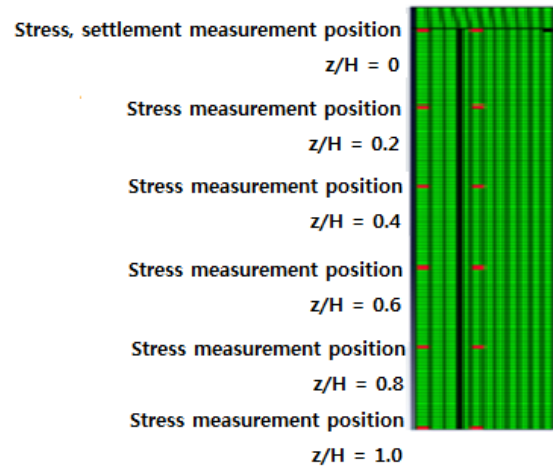 Stress, settlement measurement position
z/H = 0
Stress measurement position
z/H = 0.2
Stress measurement position
z/H = 0.4
Stress measurement position
z/H = 0.6
Stress measurement position
z/H = 0.8
Stress measurement position
z/H = 1.0